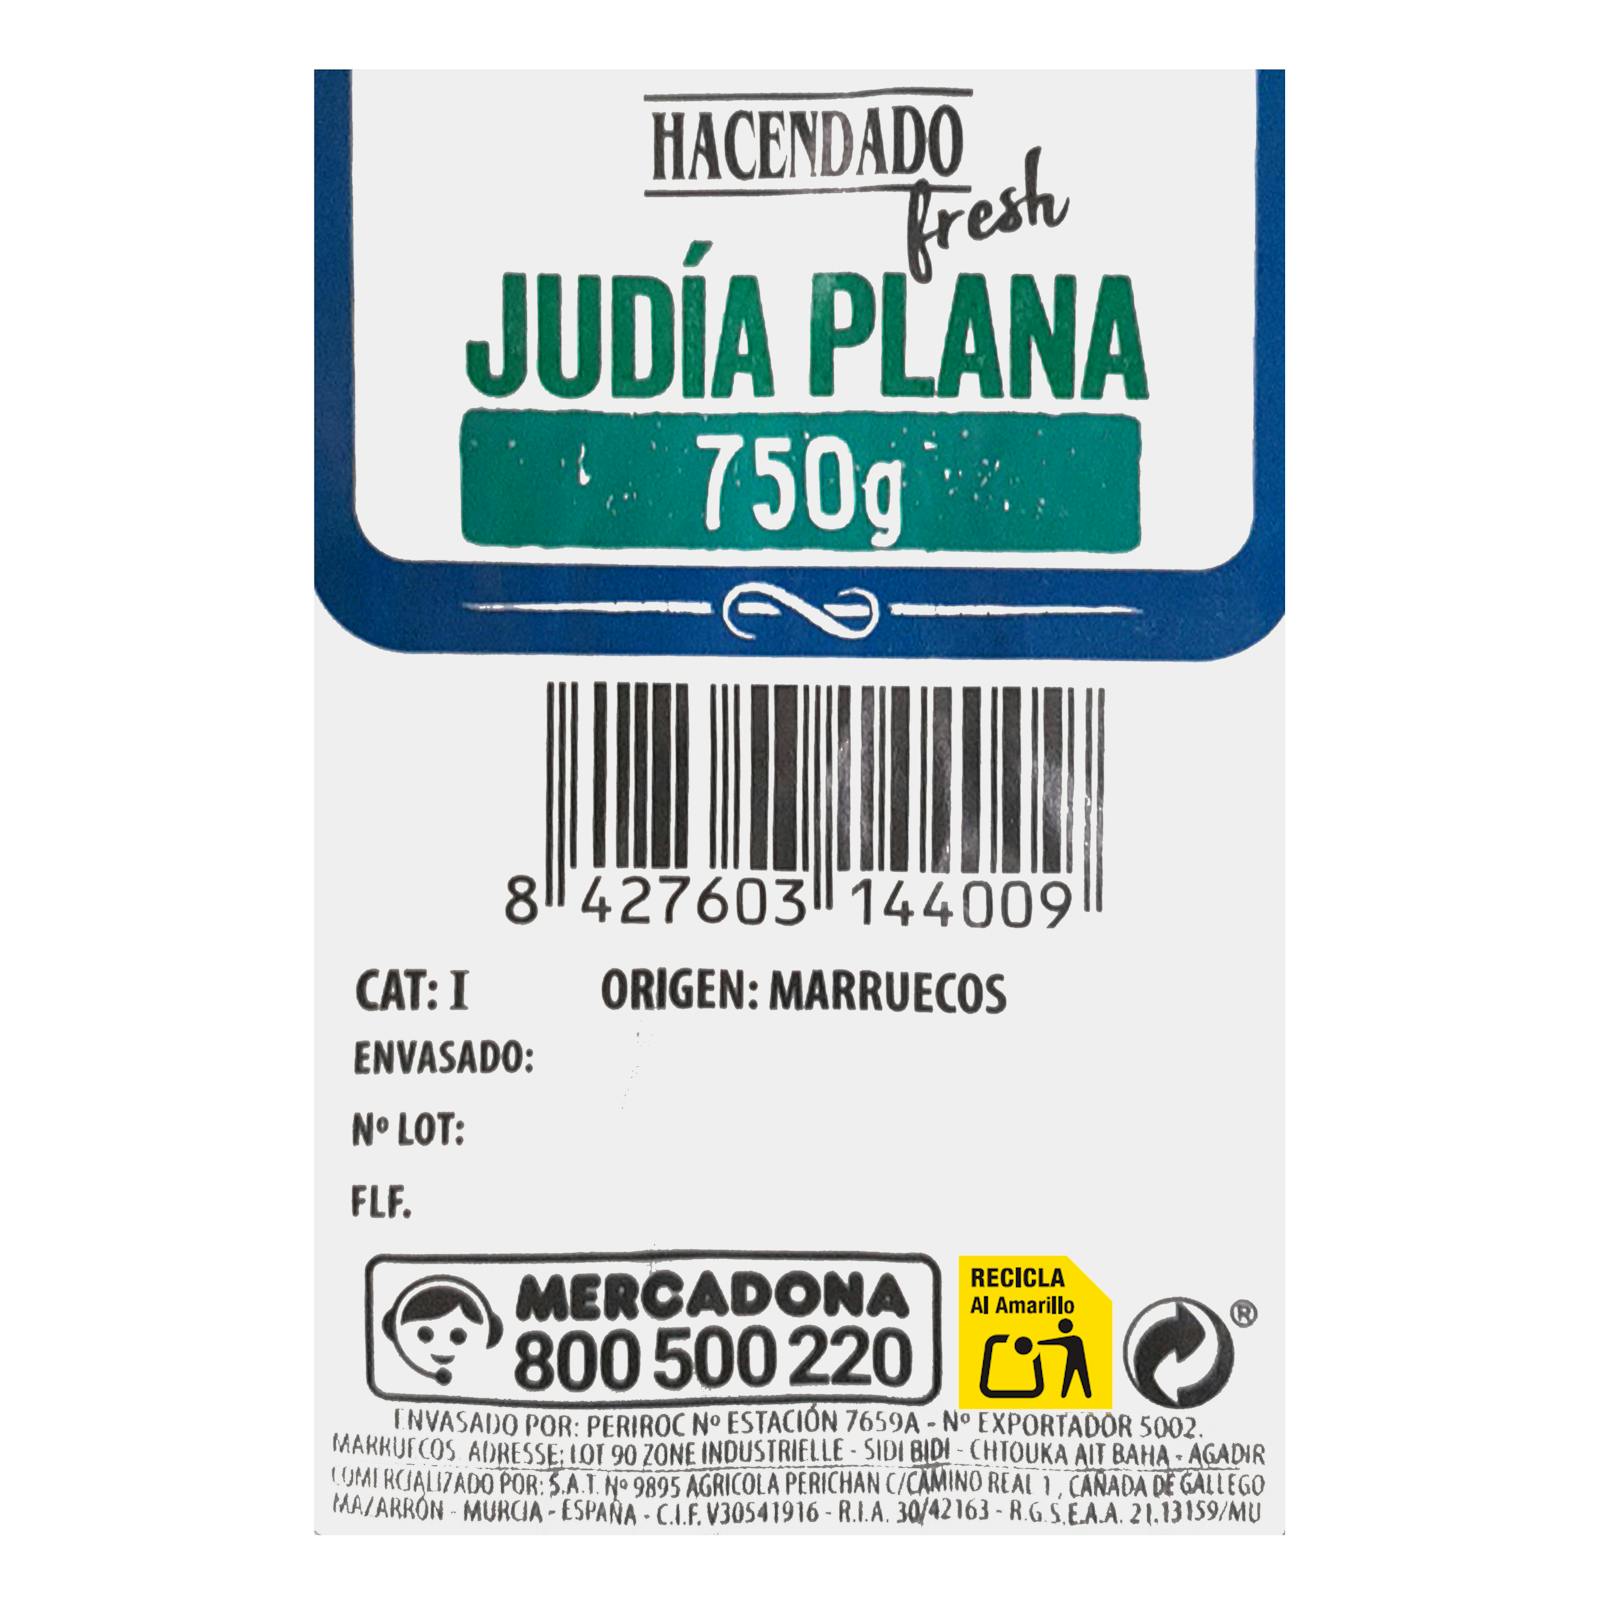 HACENDADO
fresh
JUDÍA PLANA
750g
8 427603 144009
CAT: I ORIGEN: MARRUECOS
ENVASADO:
Nº LOT:
FLF.
MERCADONA
800 500 220
RECICLA
Al Amarillo
®
ENVASADO POR: PERIROC Nº ESTACIÓN 7659A - Nº EXPORTADOR 5002.
MARRUECOS ADRESSE: LOT 90 ZONE INDUSTRIELLE - SIDI BIDI - CHTOUKA AIT BAHA - AGADIR
COMERCIALIZADO POR: S.A.T. Nº 9895 AGRICOLA PERICHAN C/CAMINO REAL 1, CAÑADA DE GALLEGO
MAZARRÓN - MURCIA - ESPAÑA - C.I.F. V30541916 - R.I.A. 30/42163 - R.G.S.E.A.A. 21.13159/MU